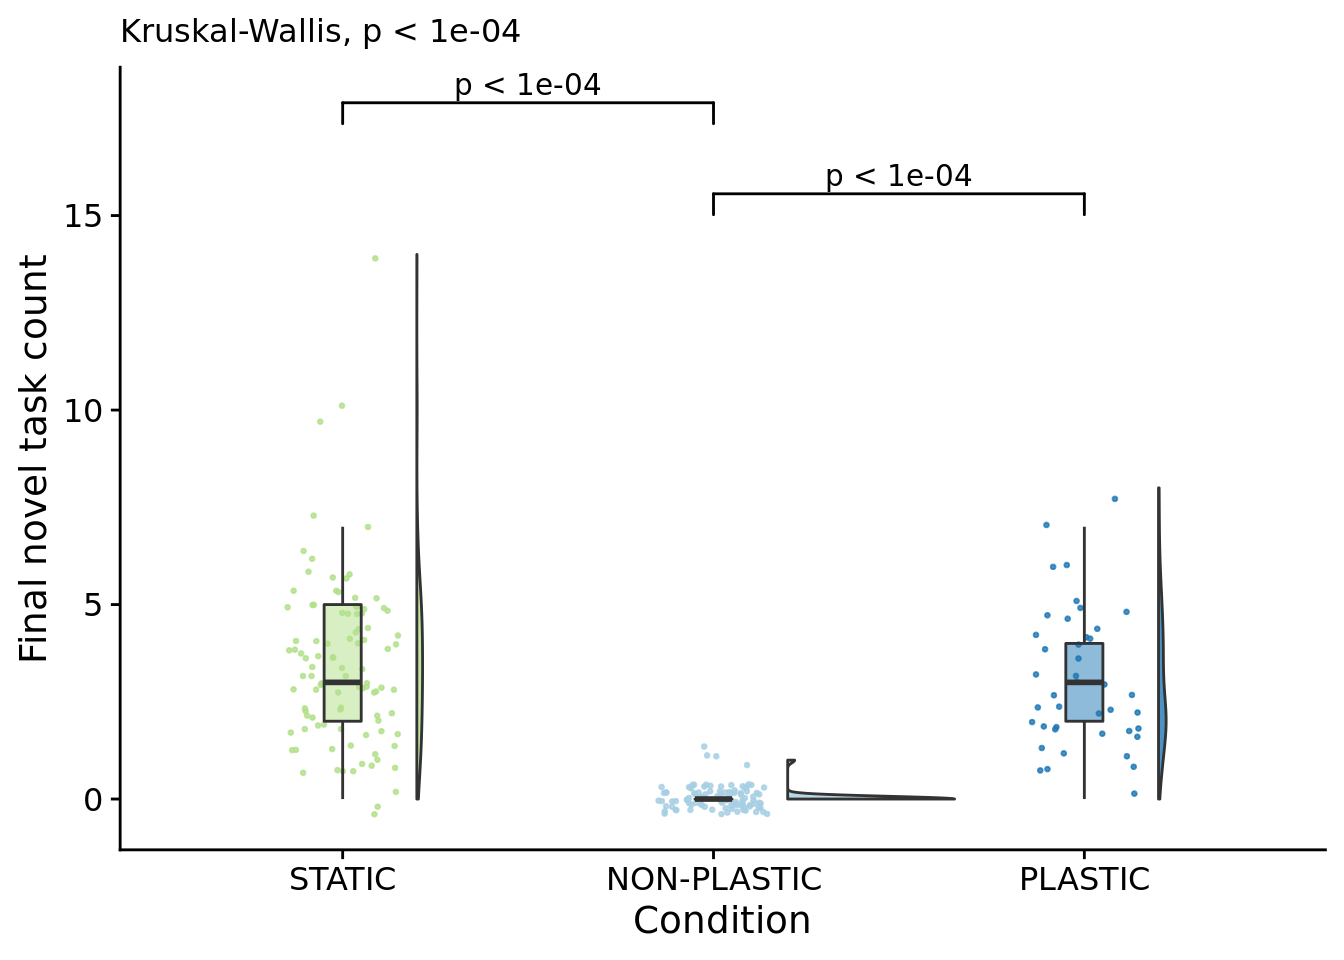 Kruskal-Wallis, p < 1e-04
p < 1e-04
p < 1e-04
15
10
5
0
Final novel task count
STATIC
NON-PLASTIC
PLASTIC
Condition